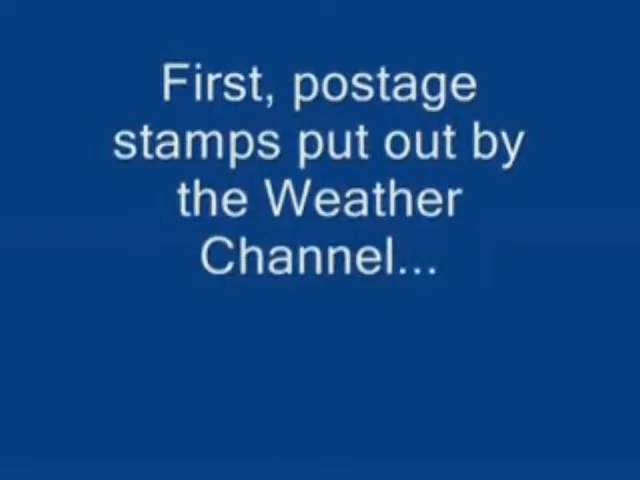 First, postage
stamps put out by
the Weather
Channel...